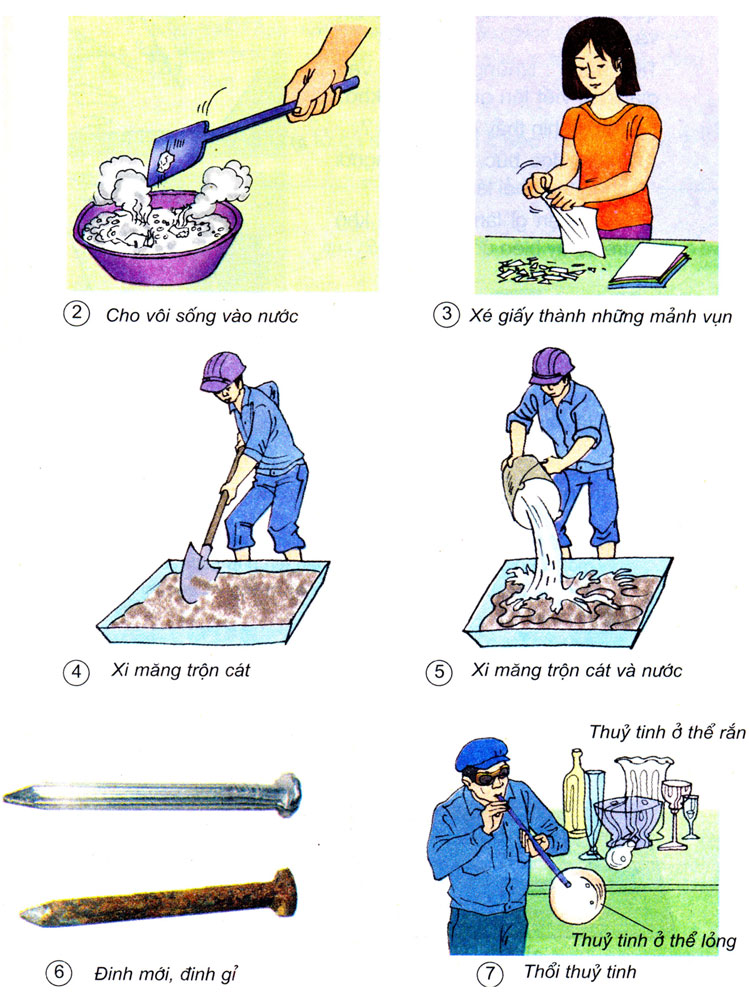 ② Cho vôi sống vào nước
③ Xé giấy thành những mảnh vụn
④ Xi măng trộn cát
⑤ Xi măng trộn cát và nước
⑥ Đinh mới, đinh gỉ
Thuỷ tinh ở thể rắn
Thuỷ tinh ở thể lỏng
⑦ Thổi thuỷ tinh